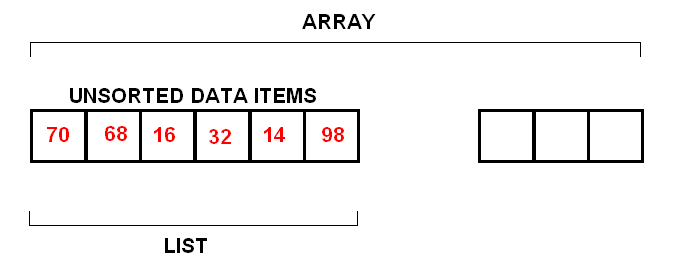 ARRAY
UNSORTED DATA ITEMS
70 68 16 32 14 98
LIST